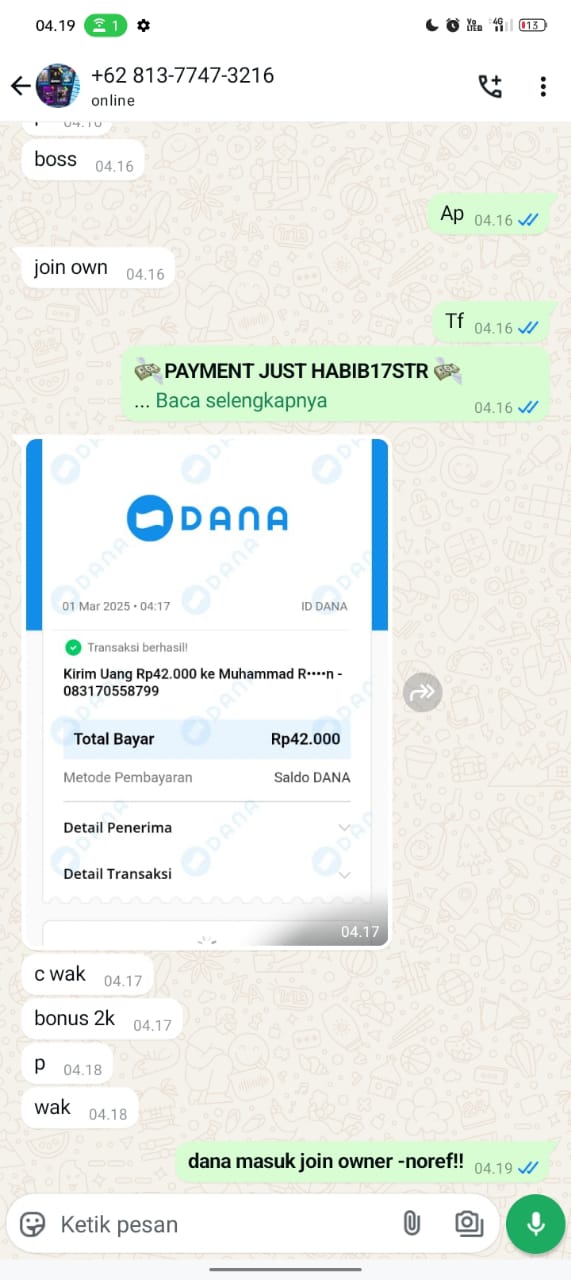 04.19
1
Vo
LTE
4G
13
+62 813-7747-3216
online
boss 04.16
Ap 04.16
join own 04.16
Tf 04.16
💸PAYMENT JUST HABIB17STR 💸
... Baca selengkapnya
04.16
DANA
01 Mar 2025 • 04:17 ID DANA
Transaksi berhasil!
Kirim Uang Rp42.000 ke Muhammad R••••n -
083170558799
Total Bayar Rp42.000
Metode Pembayaran Saldo DANA
Detail Penerima
Detail Transaksi
04.17
c wak 04.17
bonus 2k 04.17
p 04.18
wak 04.18
dana masuk join owner -noref!! 04.19
Ketik pesan